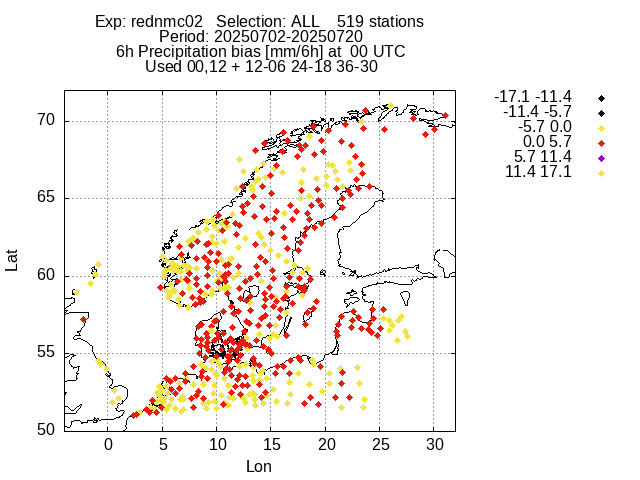 Exp: rednmc02   Selection: ALL    519 stations
Period: 20250702-20250720
6h Precipitation bias [mm/6h] at  00 UTC
Used 00,12 + 12-06 24-18 36-30
-17.1 -11.4
-11.4 -5.7
-5.7 0.0
0.0 5.7
5.7 11.4
11.4 17.1
70
65
60
55
50
Lat
0 5 10 15 20 25 30
Lon